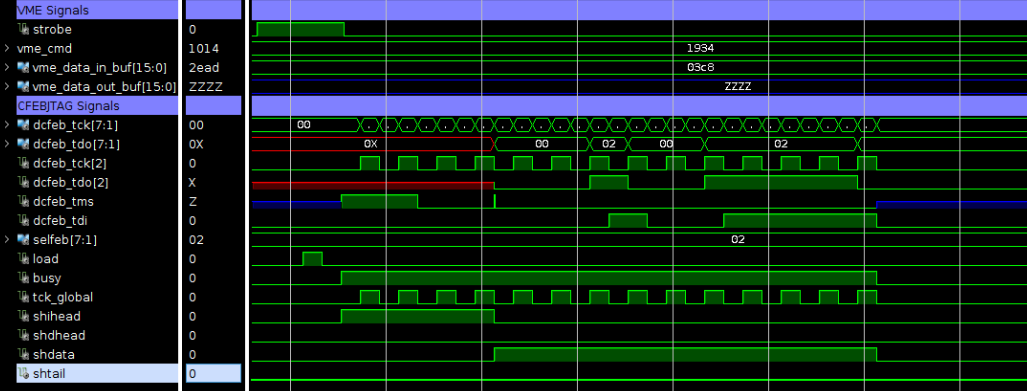 VME Signals
strobe 0
vme_cmd 1014 1934
vme_data_in_buf[15:0] 2ead 03c8
vme_data_out_buf[15:0] ZZZZ ZZZZ
CFEBJTAG Signals
dcfeb_tck[7:1] 00 00
dcfeb_tdo[7:1] 0X 0X 00 02 00 02
dcfeb_tck[2] 0
dcfeb_tdo[2] X
dcfeb_tms Z
dcfeb_tdi 0
selfeb[7:1] 02 02
load 0
busy 0
tck_global 0
shihead 0
shdhead 0
shdata 0
shtail 0